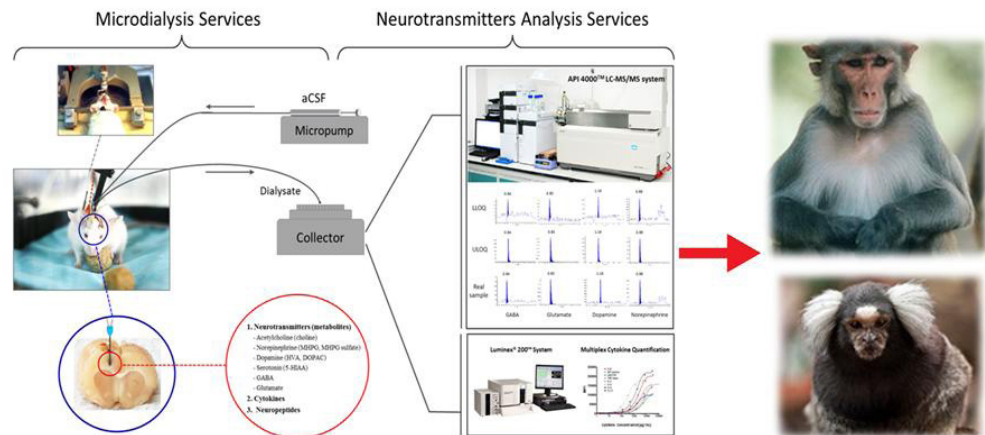 Microdialysis Services
Neurotransmitters Analysis Services
aCSF
Micropump
Dialysate
Collector
1. Neurotransmitters (metabolites)
- Acetylcholine (choline)
- Norepinephrine (MHPG, MHPG sulfate)
- Dopamine (HVA, DOPAC)
- Serotonin (5-HIAA)
- GABA
- Glutamate
2. Cytokines
3. Neuropeptides
API 4000™ LC-MS/MS system
LLOQ
ULOQ
Real
sample
GABA Glutamate Dopamine Norepinephrine
Luminex® 200™ System
Multiplex Cytokine Quantification